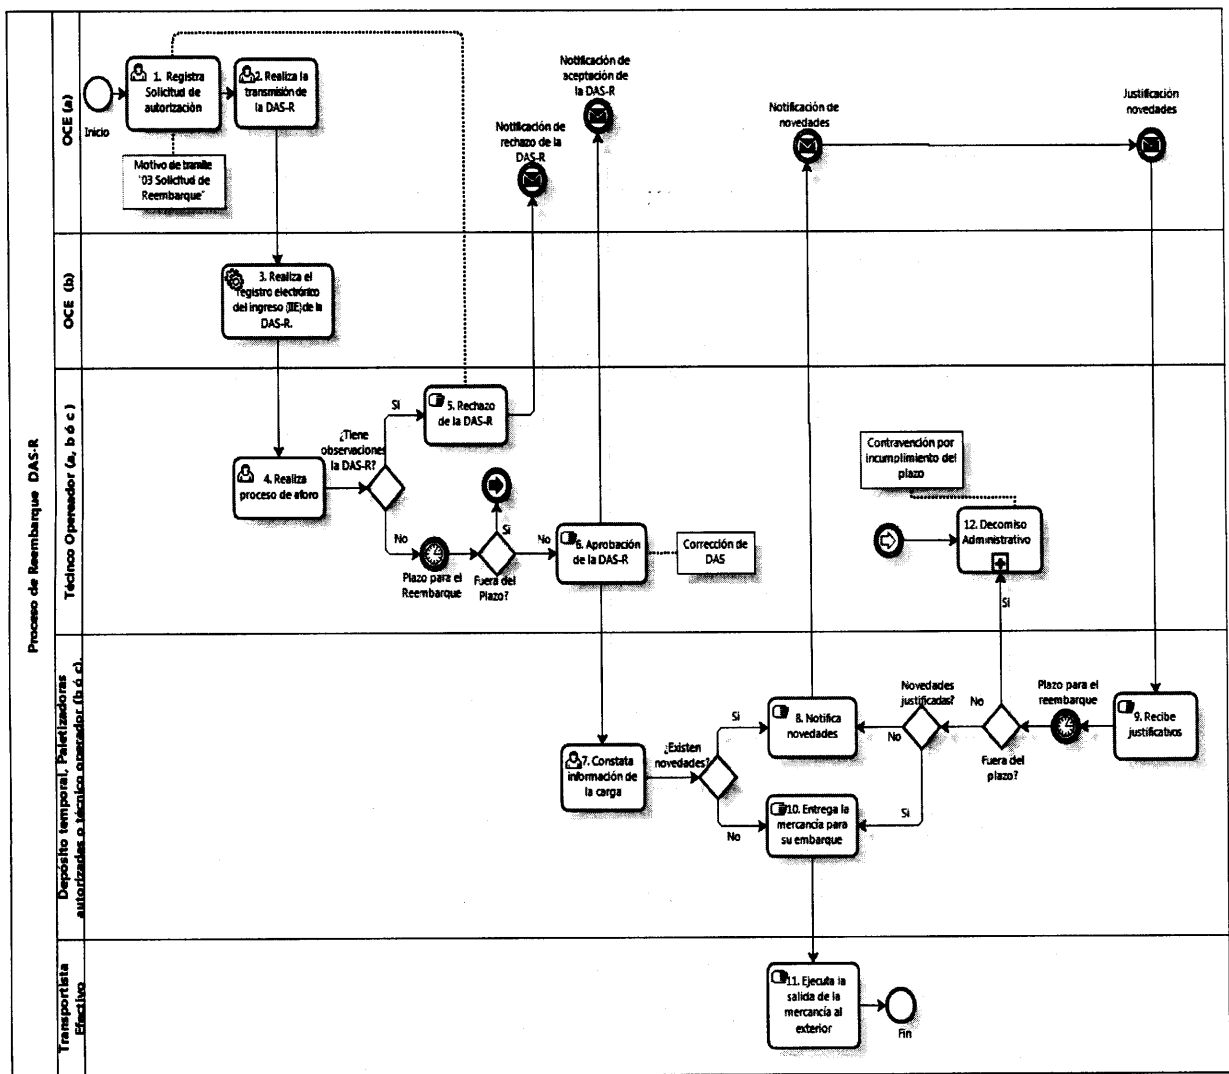 Proceso de Reembarque DAS-R
OCE (a)
Inicio
1. Registra
Solicitud de
autorización
2. Realiza la
transmisión de
la DAS-R
Motivo de tramite
"03 Solicitud de
Reembarque"
Notificación de
rechazo de la
DAS-R
Notificación de
aceptación de
la DAS-R
Notificación de
novedades
Justificación
novedades
OCE (b)
3. Realiza el
registro electrónico
del ingreso (IIE)de la
DAS-R.
Técinco Operador (a, b ó c )
4. Realiza
proceso de aforo
¿Tiene
observaciones
la DAS-R?
Si
No
5. Rechazo
de la DAS-R
Plazo para el
Reembarque
Si
Fuera del
Plazo?
No
6. Aprobación
de la DAS-R
Corrección de
DAS
Contravención por
incumplimiento del
plazo
12. Decomiso
Administrativo
Si
Depósito temporal, Paletizadoras
autorizadas o técnico operador (b ó c).
7. Constata
información de
la carga
¿Existen
novedades?
Si
No
8. Notifica
novedades
Novedades
justificadas?
No
Si
No
Fuera del
plazo?
Plazo para el
reembarque
9. Recibe
justificativos
10. Entrega la
mercancía para
su embarque
Transportista
Efectivo
11. Ejecuta la
salida de la
mercancía al
exterior
Fin